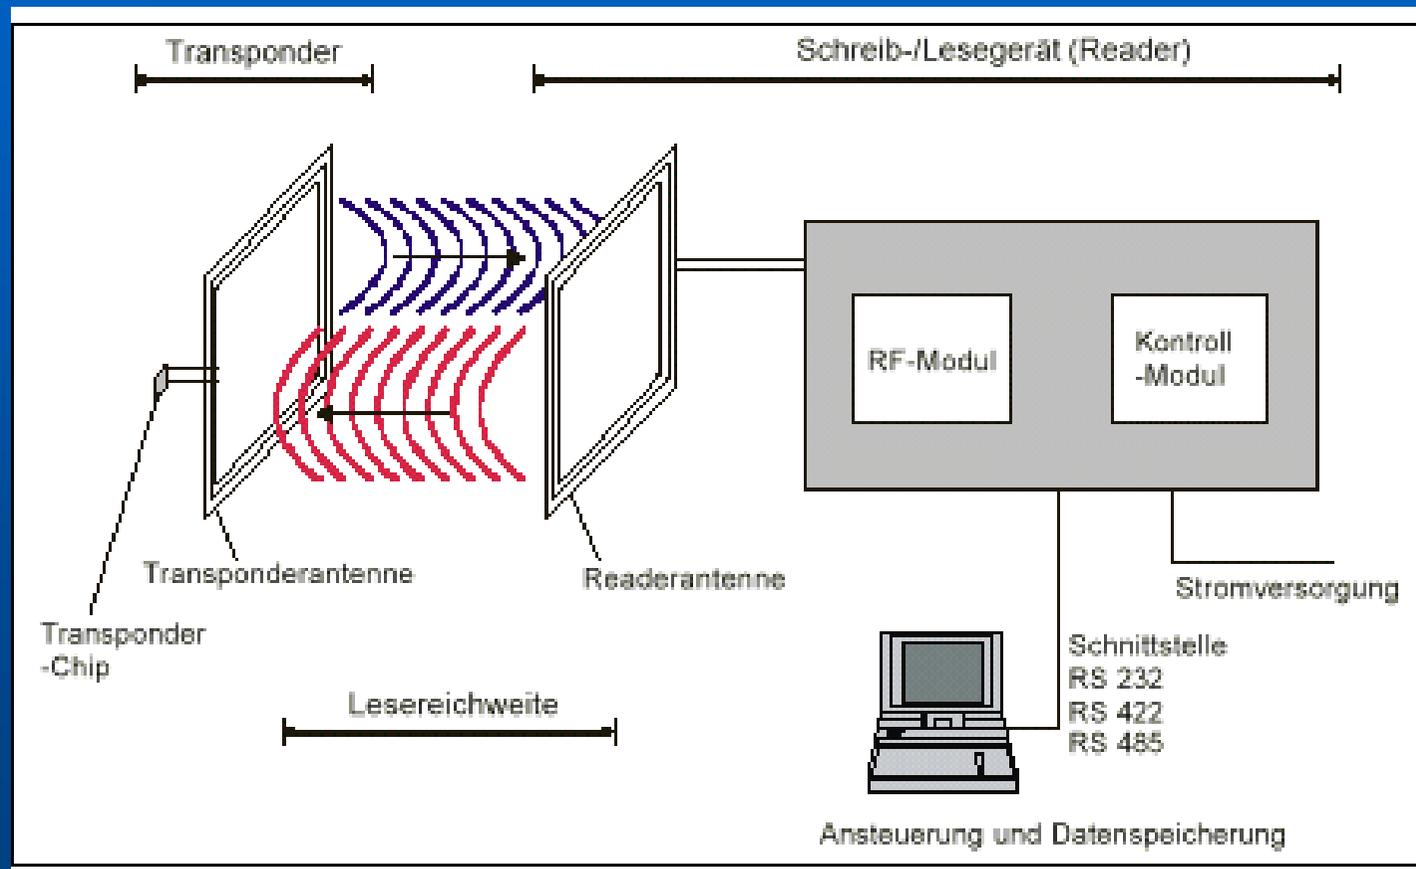 Transponder
Schreib-/Lesegerät (Reader)
RF-Modul
Kontroll
-Modul
Transponderantenne
Readerantenne
Stromversorgung
Transponder
-Chip
Schnittstelle
RS 232
RS 422
RS 485
Lesereichweite
Ansteuerung und Datenspeicherung